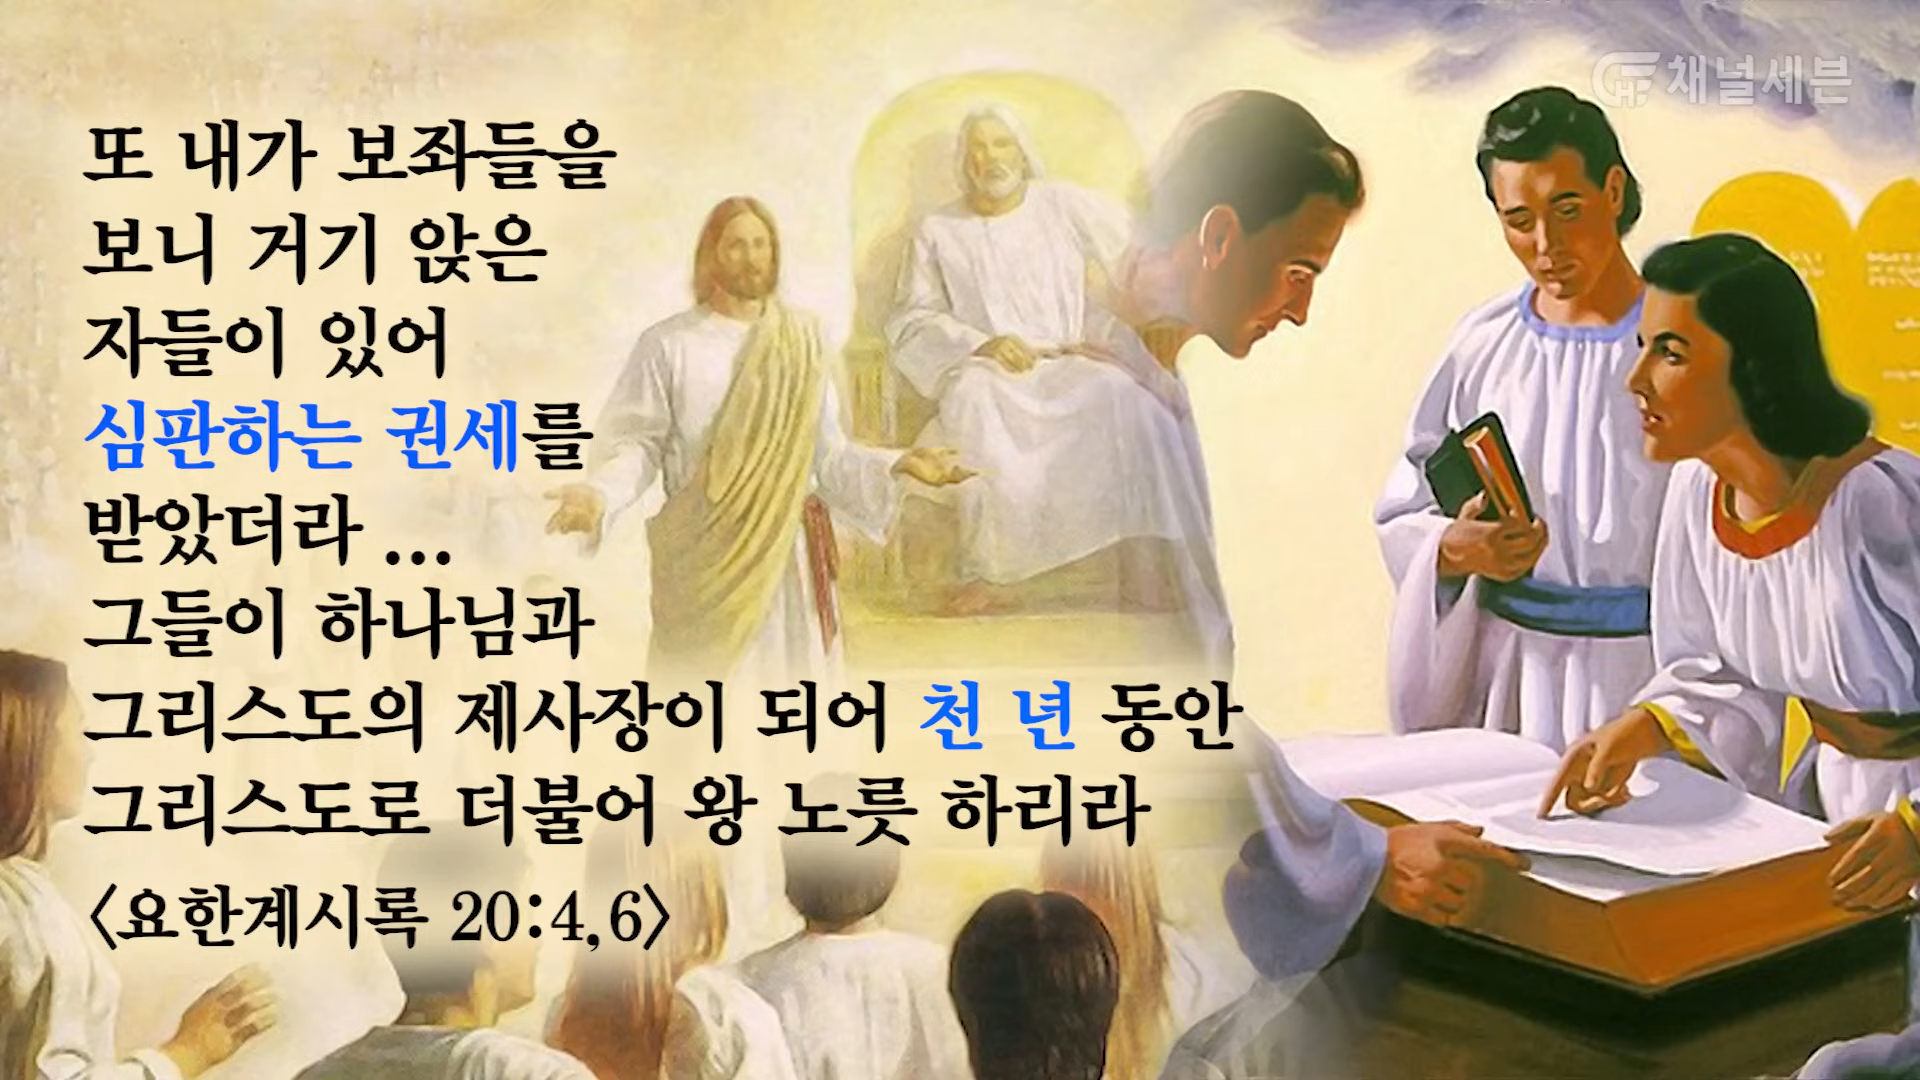 채널세븐
또 내가 보좌들을
보니 거기 앉은
자들이 있어
심판하는 권세를
받았더라 ...
그들이 하나님과
그리스도의 제사장이 되어 천 년 동안
그리스도로 더불어 왕 노릇 하리라
〈요한계시록 20:4,6〉